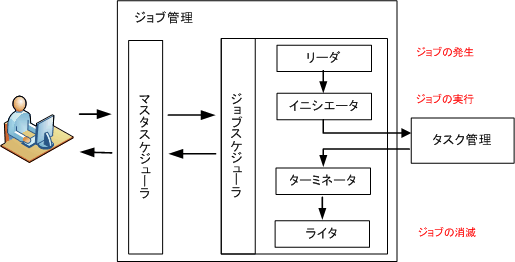 ジョブ管理
マスタスケジューラ
ジョブスケジューラ
リーダ
ジョブの発生
イニシエータ
ジョブの実行
タスク管理
ターミネータ
ライタ
ジョブの消滅